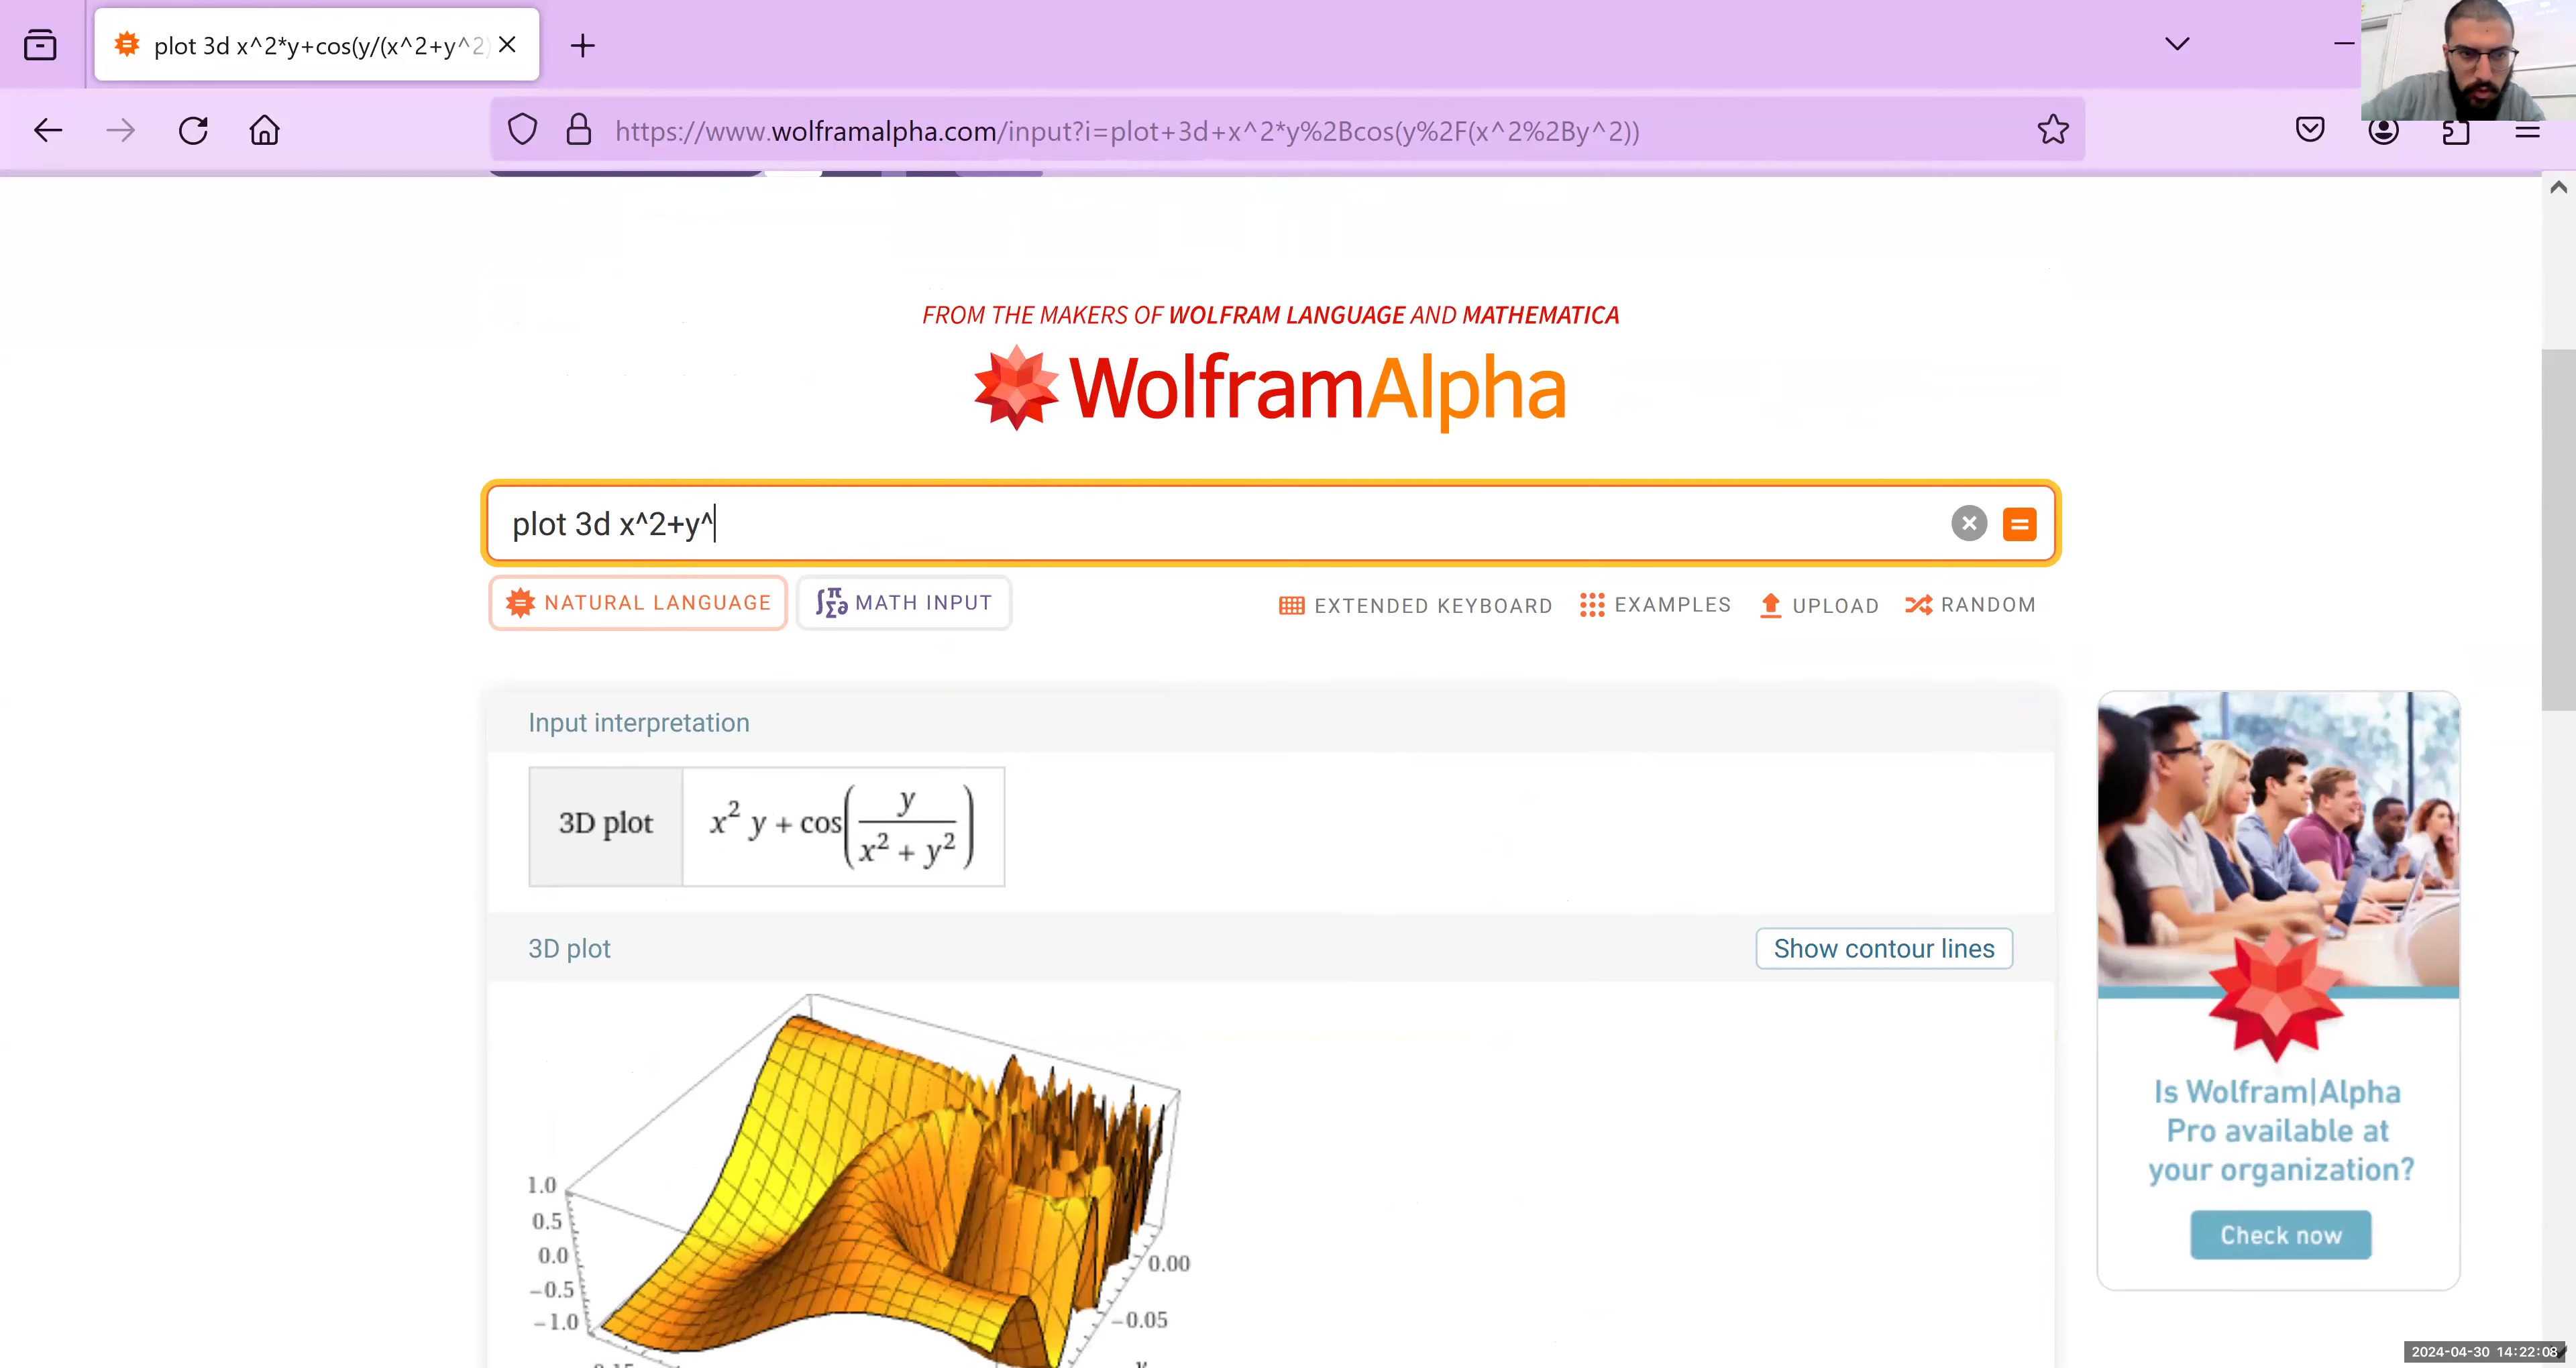 plot 3d x^2*y+cos(y/(x^2+y^2)
https://www.wolframalpha.com/input?i=plot+3d+x^2*y%2Bcos(y%2F(x^2%2By^2))
FROM THE MAKERS OF WOLFRAM LANGUAGE AND MATHEMATICA
WolframAlpha
plot 3d x^2+y^
NATURAL LANGUAGE
MATH INPUT
EXTENDED KEYBOARD
EXAMPLES
UPLOAD
RANDOM
Input interpretation
3D plot
x² y + cos(y/(x² + y²))
3D plot
Show contour lines
1.0
0.5
0.0
−0.5
−1.0
0.00
−0.05
Is Wolfram|Alpha
Pro available at
your organization?
Check now
2024-04-30 14:22:08